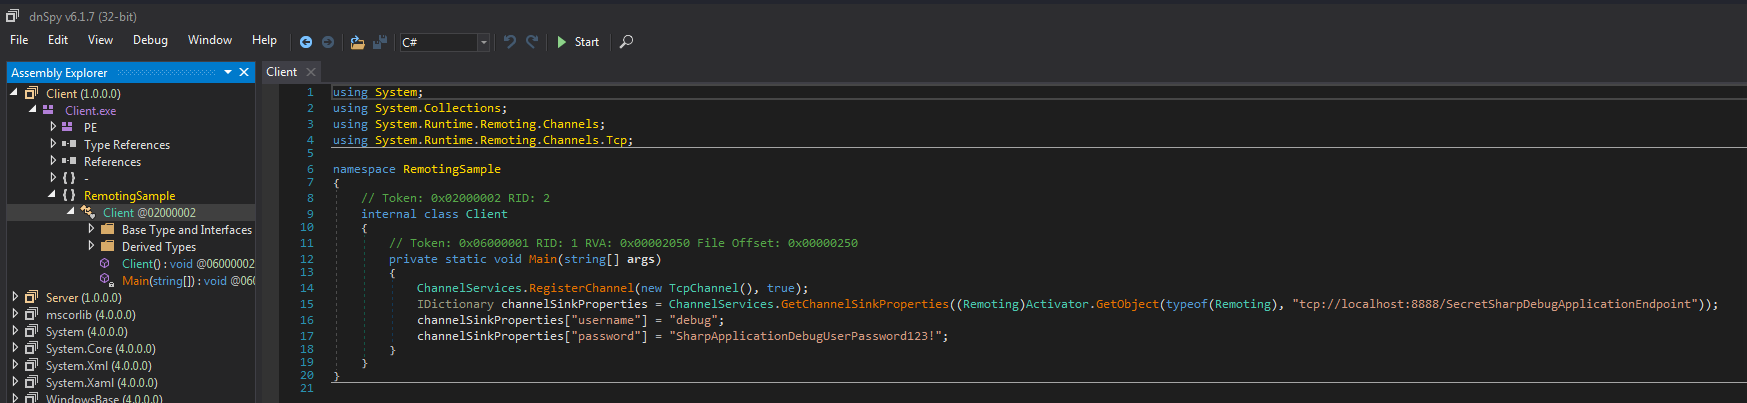 dnSpy v6.1.7 (32-bit)
File Edit View Debug Window Help C# Start
Assembly Explorer
Client (1.0.0.0)
Client.exe
PE
Type References
References
{ } -
{ } RemotingSample
Client @02000002
Base Type and Interfaces
Derived Types
Client() : void @06000002
Main(string[]) : void @060
Server (1.0.0.0)
mscorlib (4.0.0.0)
System (4.0.0.0)
System.Core (4.0.0.0)
System.Xml (4.0.0.0)
System.Xaml (4.0.0.0)
WindowsBase (4.0.0.0)
Client
1 using System;
2 using System.Collections;
3 using System.Runtime.Remoting.Channels;
4 using System.Runtime.Remoting.Channels.Tcp;
5
6 namespace RemotingSample
7 {
8 // Token: 0x02000002 RID: 2
9 internal class Client
10 {
11 // Token: 0x06000001 RID: 1 RVA: 0x00002050 File Offset: 0x00000250
12 private static void Main(string[] args)
13 {
14 ChannelServices.RegisterChannel(new TcpChannel(), true);
15 IDictionary channelSinkProperties = ChannelServices.GetChannelSinkProperties((Remoting)Activator.GetObject(typeof(Remoting), "tcp://localhost:8888/SecretSharpDebugApplicationEndpoint"));
16 channelSinkProperties["username"] = "debug";
17 channelSinkProperties["password"] = "SharpApplicationDebugUserPassword123!";
18 }
19 }
20 }
21